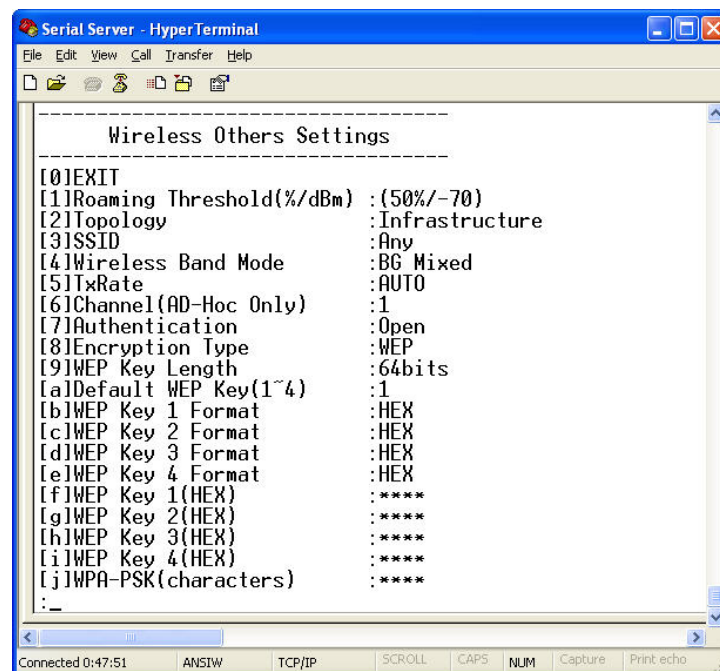 Serial Server - HyperTerminal
File Edit View Call Transfer Help
-----------------------------------
Wireless Others Settings
-----------------------------------
[0]EXIT
[1]Roaming Threshold(%/dBm) :(50%/-70)
[2]Topology :Infrastructure
[3]SSID :Any
[4]Wireless Band Mode :BG Mixed
[5]TxRate :AUTO
[6]Channel(AD-Hoc Only) :1
[7]Authentication :Open
[8]Encryption Type :WEP
[9]WEP Key Length :64bits
[a]Default WEP Key(1~4) :1
[b]WEP Key 1 Format :HEX
[c]WEP Key 2 Format :HEX
[d]WEP Key 3 Format :HEX
[e]WEP Key 4 Format :HEX
[f]WEP Key 1(HEX) :****
[g]WEP Key 2(HEX) :****
[h]WEP Key 3(HEX) :****
[i]WEP Key 4(HEX) :****
[j]WPA-PSK(characters) :****
:_
Connected 0:47:51 ANSIW TCP/IP SCROLL CAPS NUM Capture Print echo